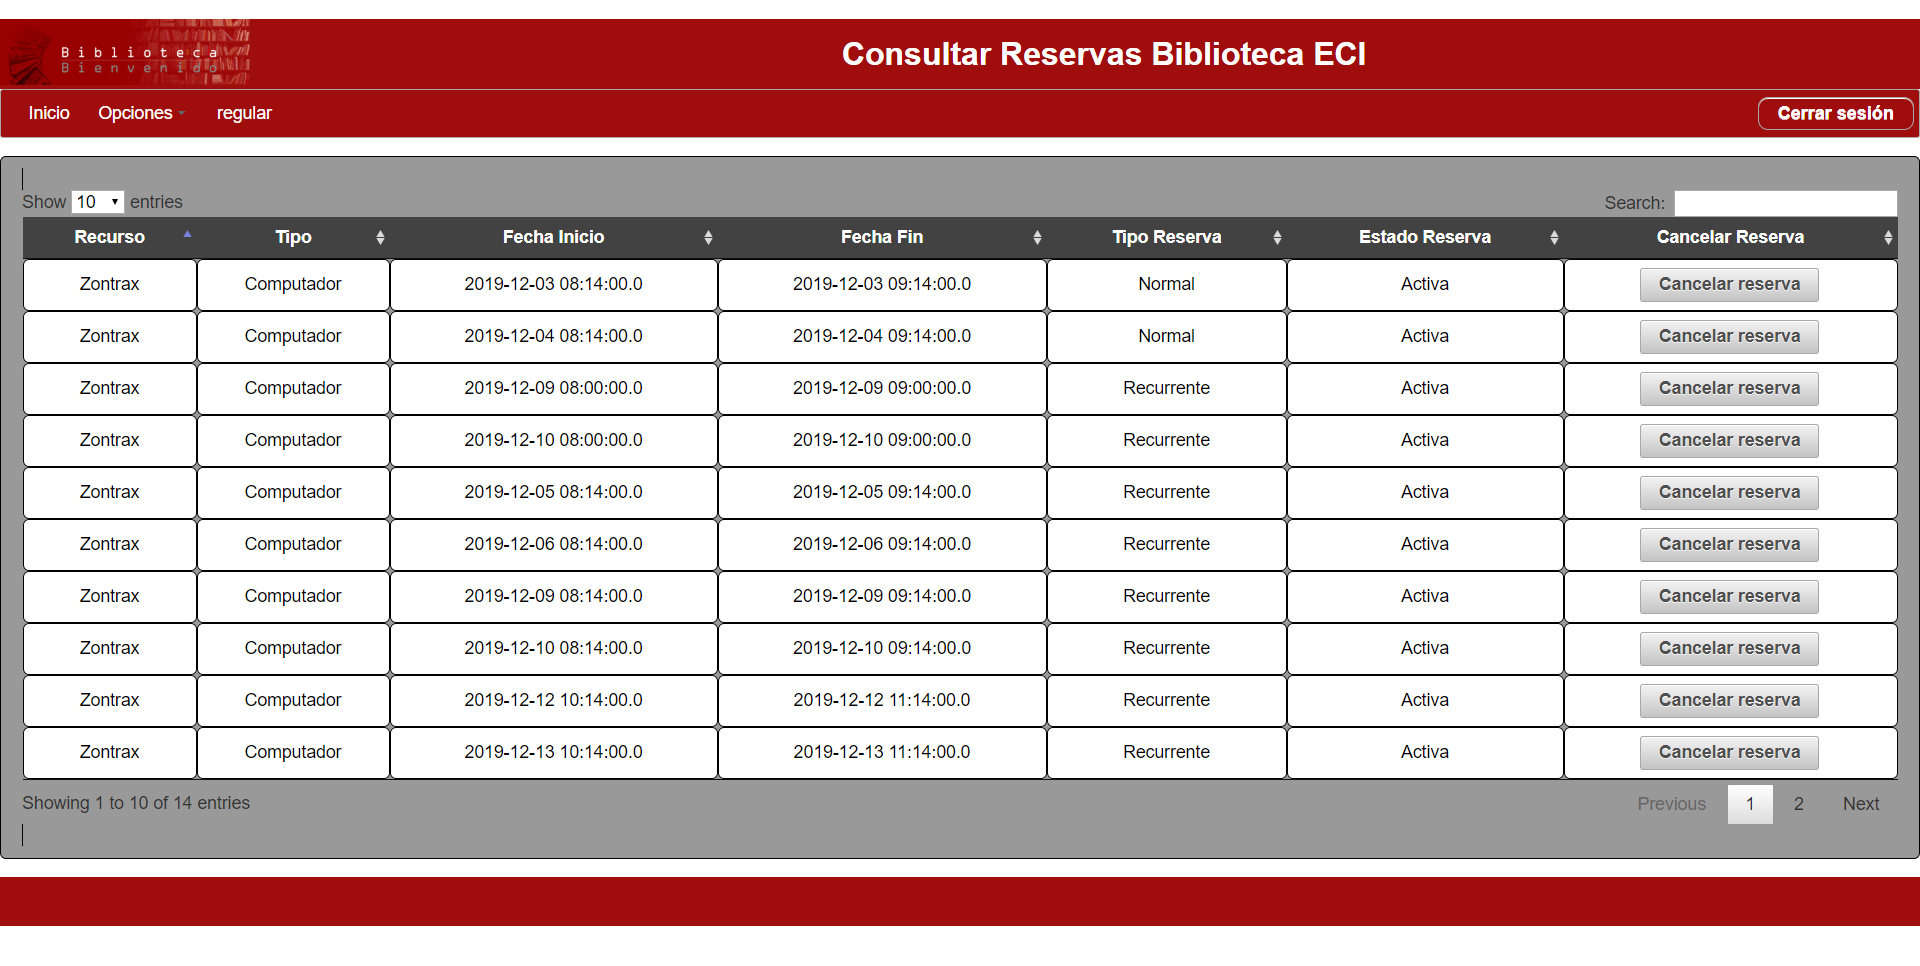 Biblioteca
Bienvenido
Consultar Reservas Biblioteca ECI
Inicio Opciones regular Cerrar sesión
Show 10 entries Search:
Recurso Tipo Fecha Inicio Fecha Fin Tipo Reserva Estado Reserva Cancelar Reserva
Zontrax Computador 2019-12-03 08:14:00.0 2019-12-03 09:14:00.0 Normal Activa Cancelar reserva
Zontrax Computador 2019-12-04 08:14:00.0 2019-12-04 09:14:00.0 Normal Activa Cancelar reserva
Zontrax Computador 2019-12-09 08:00:00.0 2019-12-09 09:00:00.0 Recurrente Activa Cancelar reserva
Zontrax Computador 2019-12-10 08:00:00.0 2019-12-10 09:00:00.0 Recurrente Activa Cancelar reserva
Zontrax Computador 2019-12-05 08:14:00.0 2019-12-05 09:14:00.0 Recurrente Activa Cancelar reserva
Zontrax Computador 2019-12-06 08:14:00.0 2019-12-06 09:14:00.0 Recurrente Activa Cancelar reserva
Zontrax Computador 2019-12-09 08:14:00.0 2019-12-09 09:14:00.0 Recurrente Activa Cancelar reserva
Zontrax Computador 2019-12-10 08:14:00.0 2019-12-10 09:14:00.0 Recurrente Activa Cancelar reserva
Zontrax Computador 2019-12-12 10:14:00.0 2019-12-12 11:14:00.0 Recurrente Activa Cancelar reserva
Zontrax Computador 2019-12-13 10:14:00.0 2019-12-13 11:14:00.0 Recurrente Activa Cancelar reserva
Showing 1 to 10 of 14 entries Previous 1 2 Next